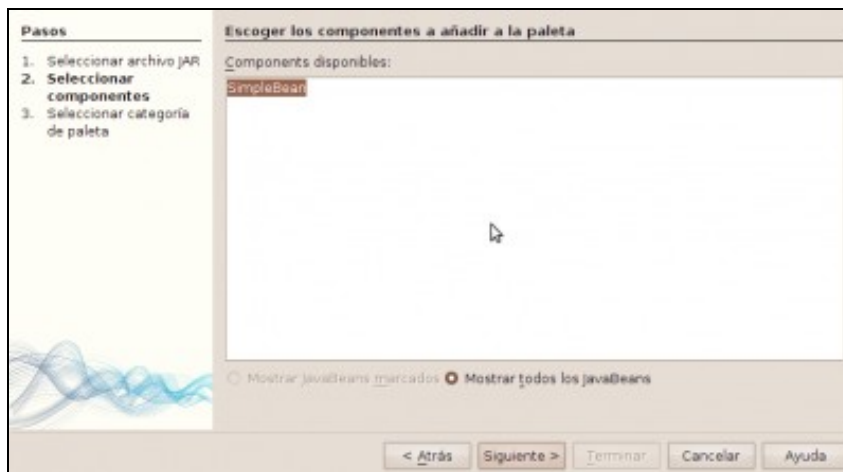 Pasos
1. Seleccionar archivo JAR
2. Seleccionar
componentes
3. Seleccionar categoría
de paleta
Escoger los componentes a añadir a la paleta
Components disponibles:
SimpleBean
Mostrar JavaBeans marcados Mostrar todos los JavaBeans
< Atrás Siguiente > Terminar Cancelar Ayuda